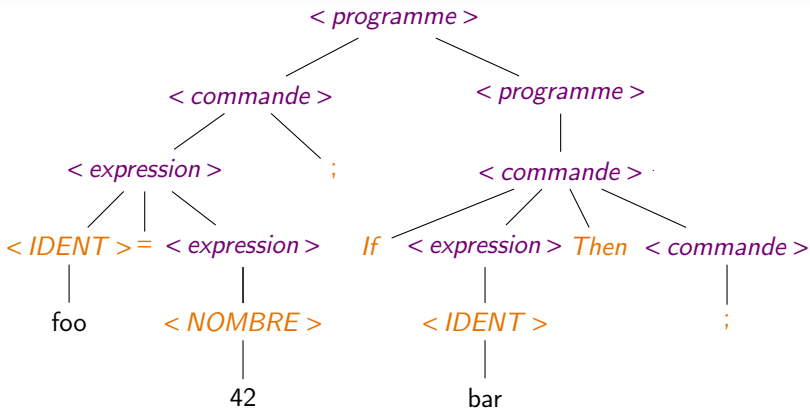 < programme >
< commande > < programme >
< expression > ; < commande >
< IDENT > = < expression > If < expression > Then < commande >
foo < NOMBRE > < IDENT > ;
42 bar